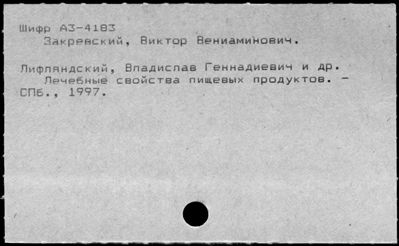 Шифр А3-4183
Закревский, Виктор Вениаминович.
Лифляндский, Владислав Геннадиевич и др.
Лечебные свойства пищевых продуктов. -
СПб., 1997.